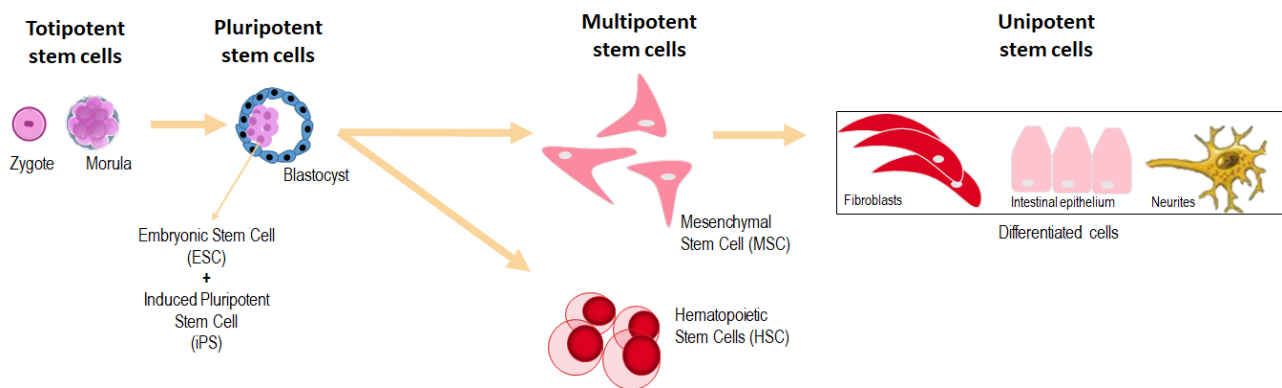 Totipotent
stem cells
Pluripotent
stem cells
Multipotent
stem cells
Unipotent
stem cells
Zygote
Morula
Blastocyst
Embryonic Stem Cell
(ESC)
+
Induced Pluripotent
Stem Cell
(iPS)
Mesenchymal
Stem Cell (MSC)
Hematopoietic
Stem Cells (HSC)
Fibroblasts
Intestinal epithelium
Neurites
Differentiated cells